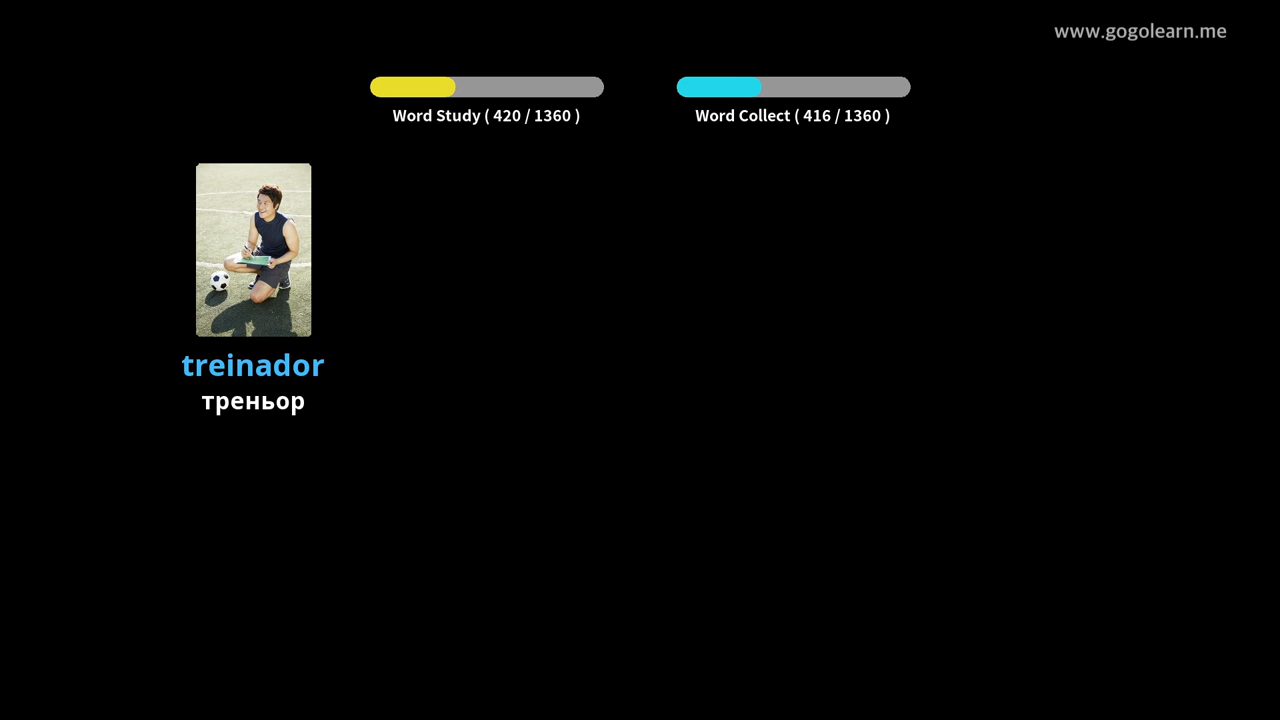 www.gogolearn.me
Word Study ( 420 / 1360 )
Word Collect ( 416 / 1360 )
treinador
треньор